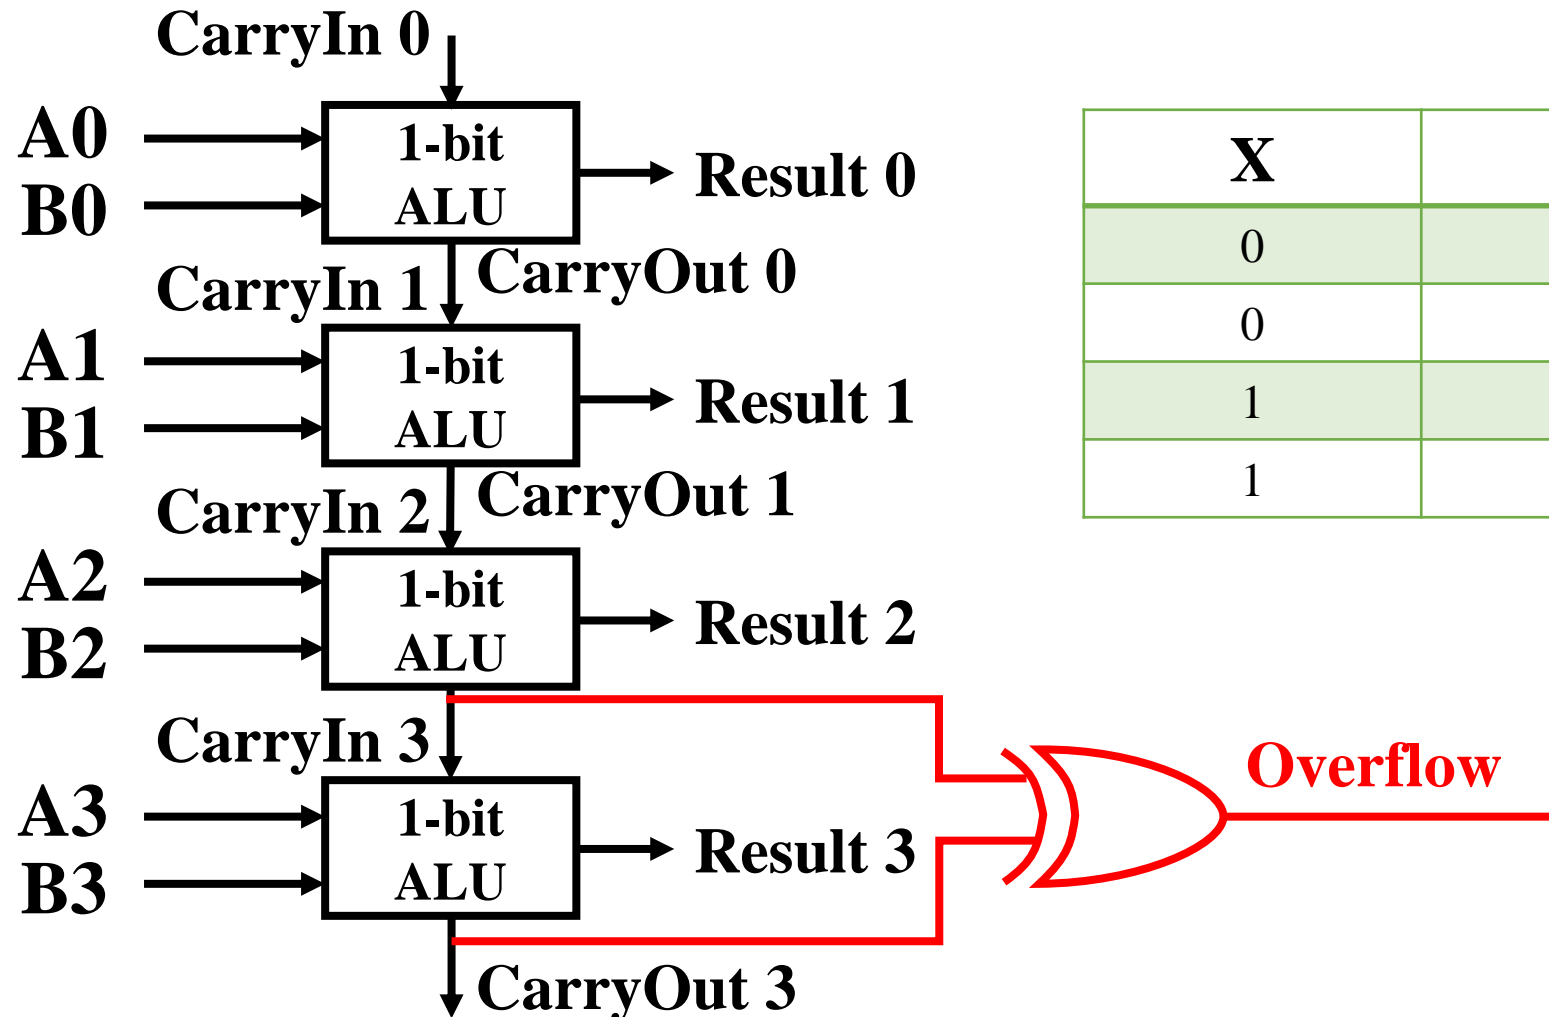 CarryIn 0
A0
B0
1-bit
ALU
Result 0
CarryOut 0
CarryIn 1
A1
B1
1-bit
ALU
Result 1
CarryOut 1
CarryIn 2
A2
B2
1-bit
ALU
Result 2
CarryIn 3
A3
B3
1-bit
ALU
Result 3
CarryOut 3
Overflow
X
0
0
1
1